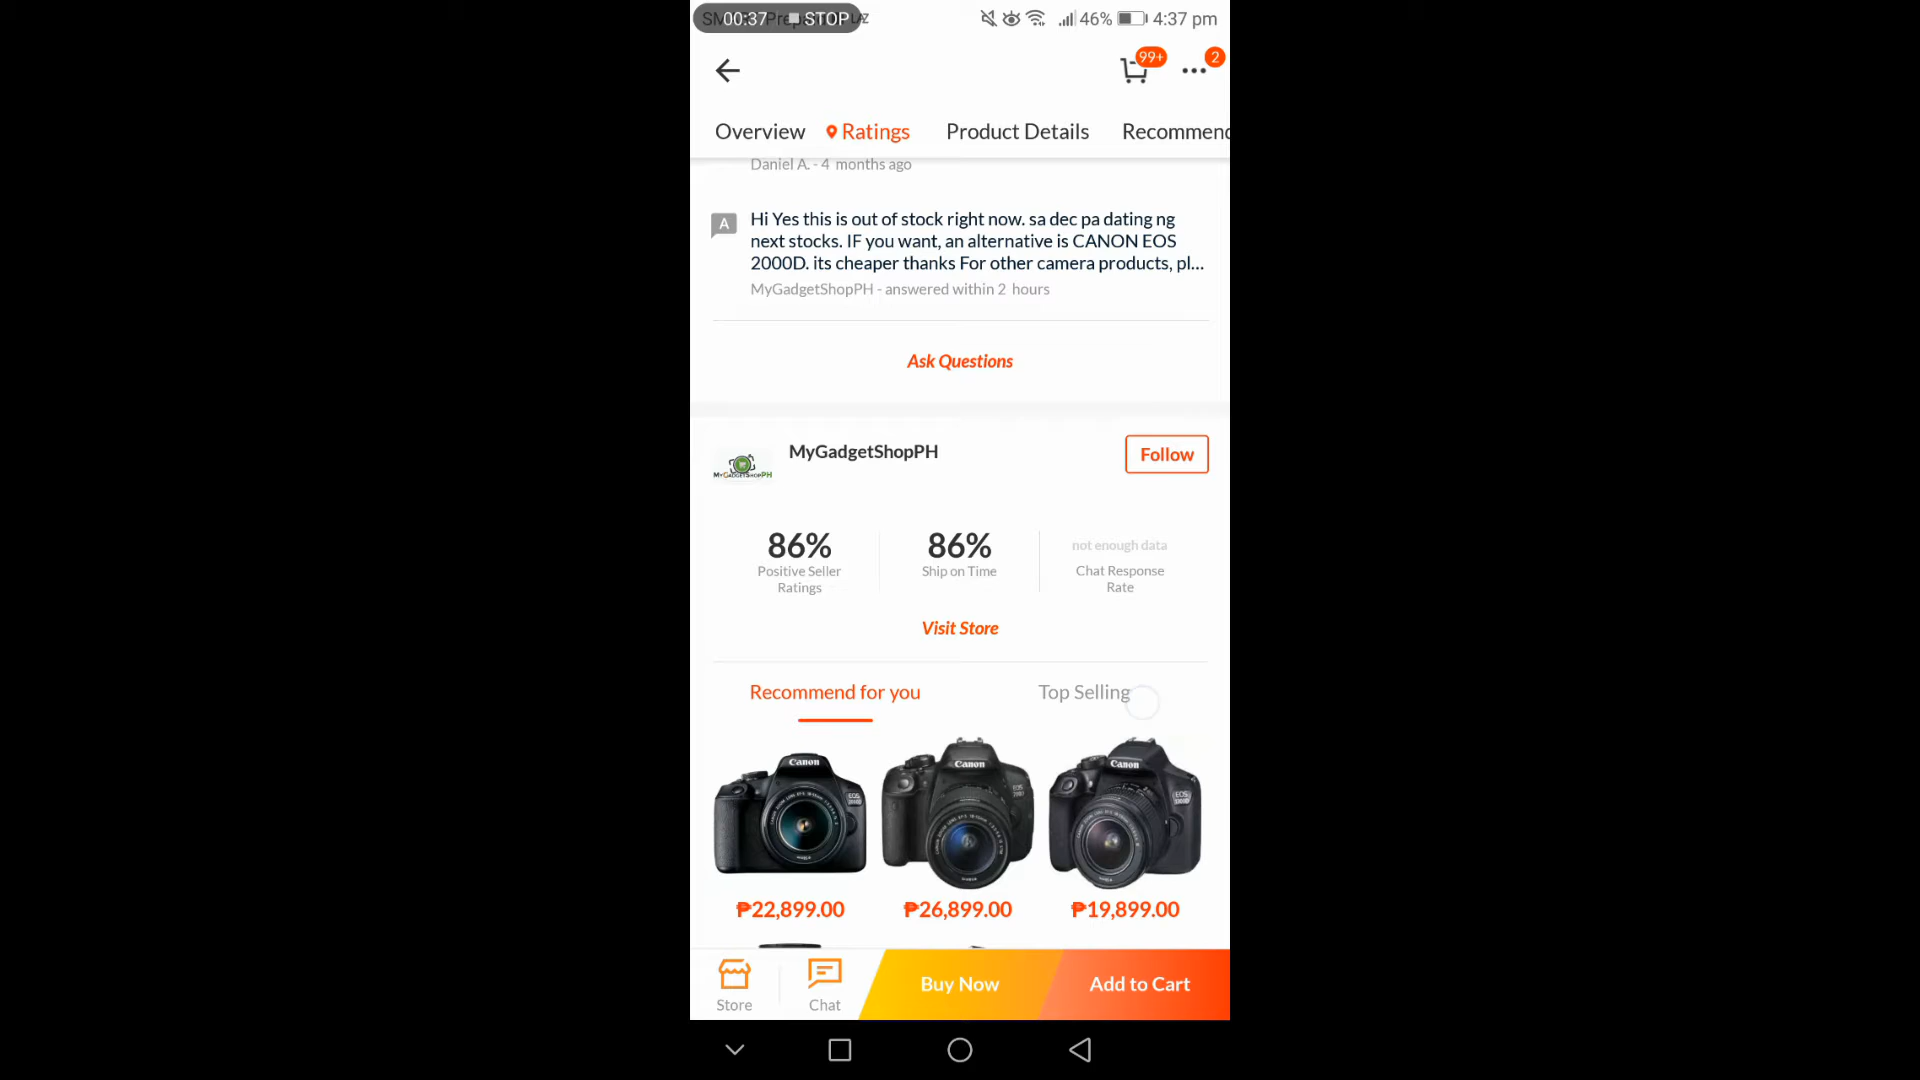 00:37 STOP
46% 4:37 pm
99+
2
Overview Ratings Product Details Recommend
Daniel A. - 4 months ago
A
Hi Yes this is out of stock right now. sa dec pa dating ng
next stocks. IF you want, an alternative is CANON EOS
2000D. its cheaper thanks For other camera products, pl...
MyGadgetShopPH - answered within 2 hours
Ask Questions
MyGadgetShopPH
MYGADGETSHOPPH
Follow
86% 86% not enough data
Positive Seller Ship on Time Chat Response
Ratings Rate
Visit Store
Recommend for you Top Selling
Canon Canon Canon
₱22,899.00 ₱26,899.00 ₱19,899.00
Buy Now Add to Cart
Store Chat